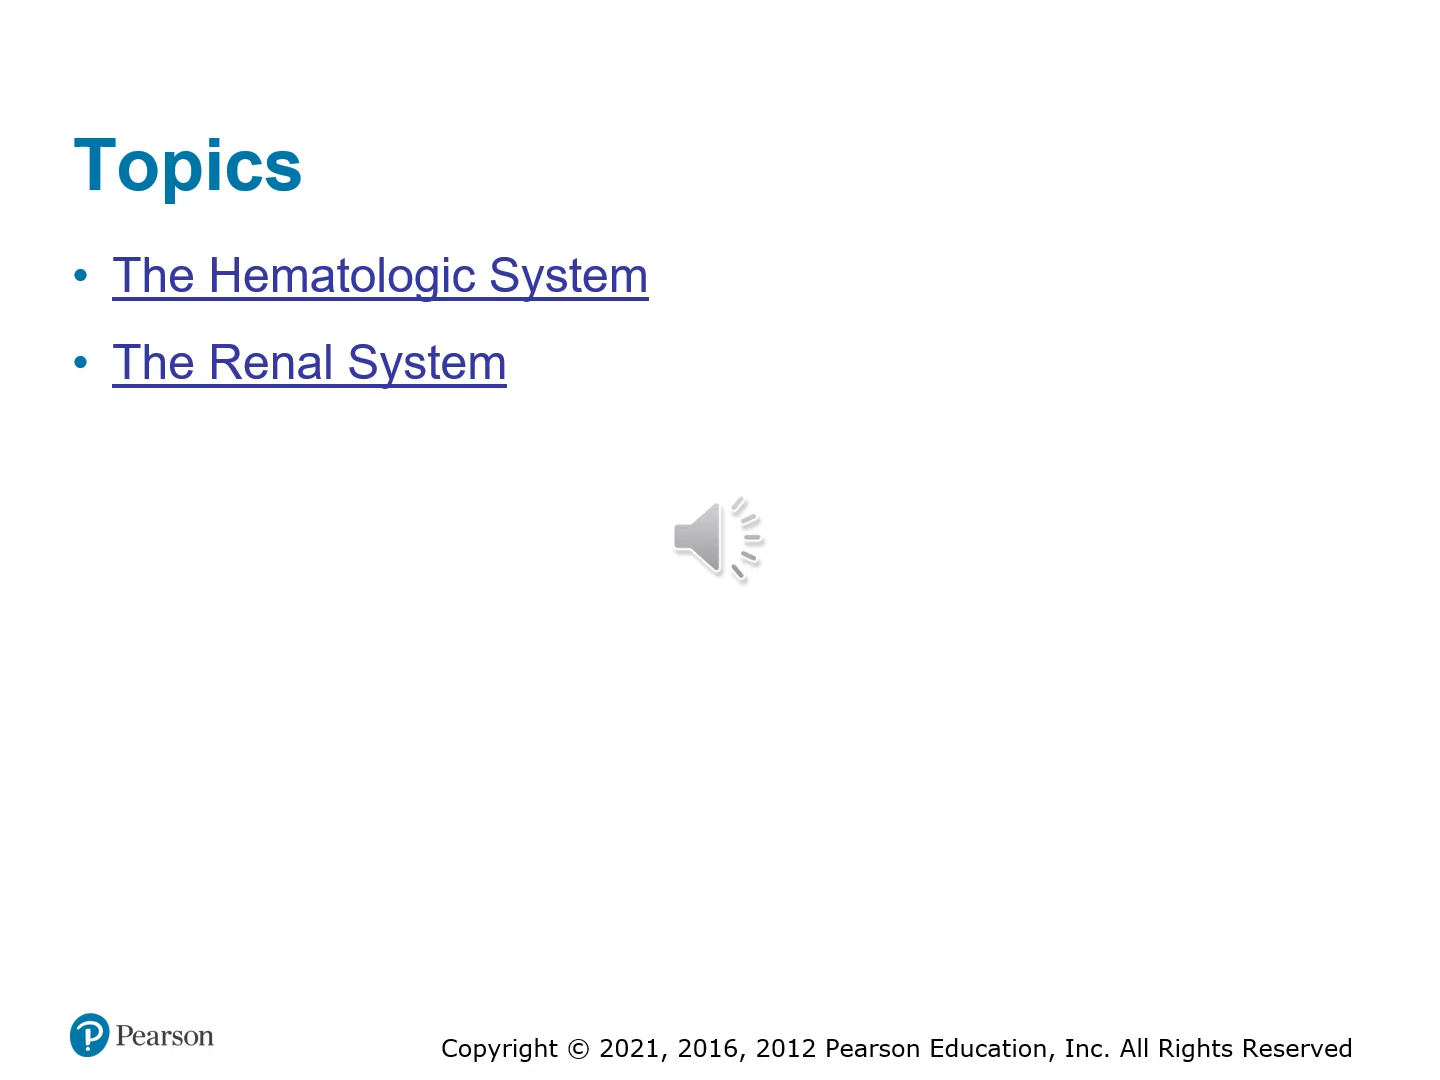 Topics
• The Hematologic System
• The Renal System
Pearson
Copyright © 2021, 2016, 2012 Pearson Education, Inc. All Rights Reserved